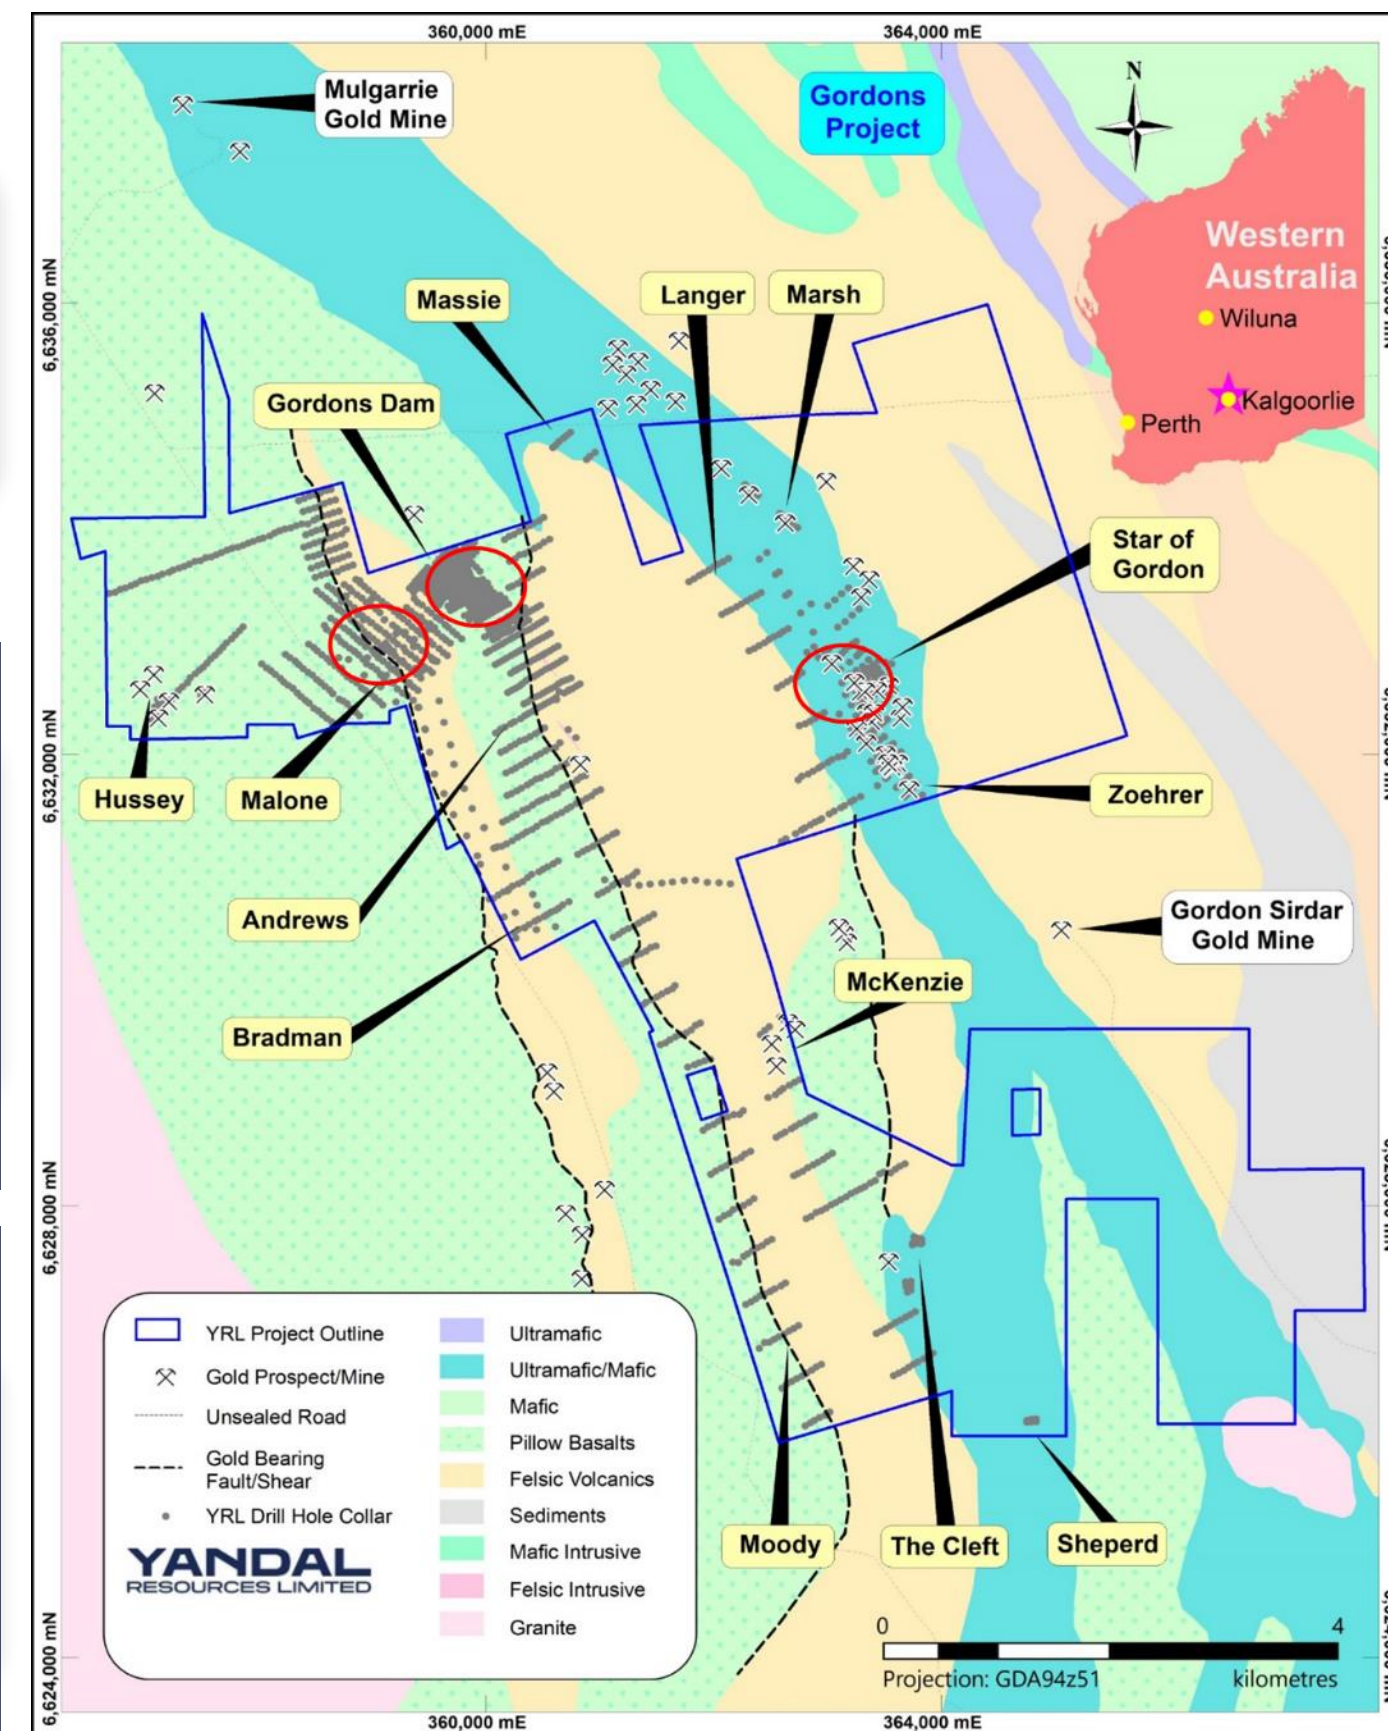 360,000 mE
364,000 mE
Mulgarrie
Gold Mine
Gordons
Project
N
Western
Australia
Wiluna
Kalgoorlie
Perth
6,636,000 mN
Massie
Langer
Marsh
Gordons Dam
Star of
Gordon
6,632,000 mN
Hussey
Malone
Zoehrer
Andrews
Gordon Sirdar
Gold Mine
McKenzie
Bradman
6,628,000 mN
YRL Project Outline
Gold Prospect/Mine
Unsealed Road
Gold Bearing
Fault/Shear
YRL Drill Hole Collar
YANDAL
RESOURCES LIMITED
Ultramafic
Ultramafic/Mafic
Mafic
Pillow Basalts
Felsic Volcanics
Sediments
Mafic Intrusive
Felsic Intrusive
Granite
Moody
The Cleft
Sheperd
0
4
Projection: GDA94z51
kilometres
6,624,000 mN
360,000 mE
364,000 mE